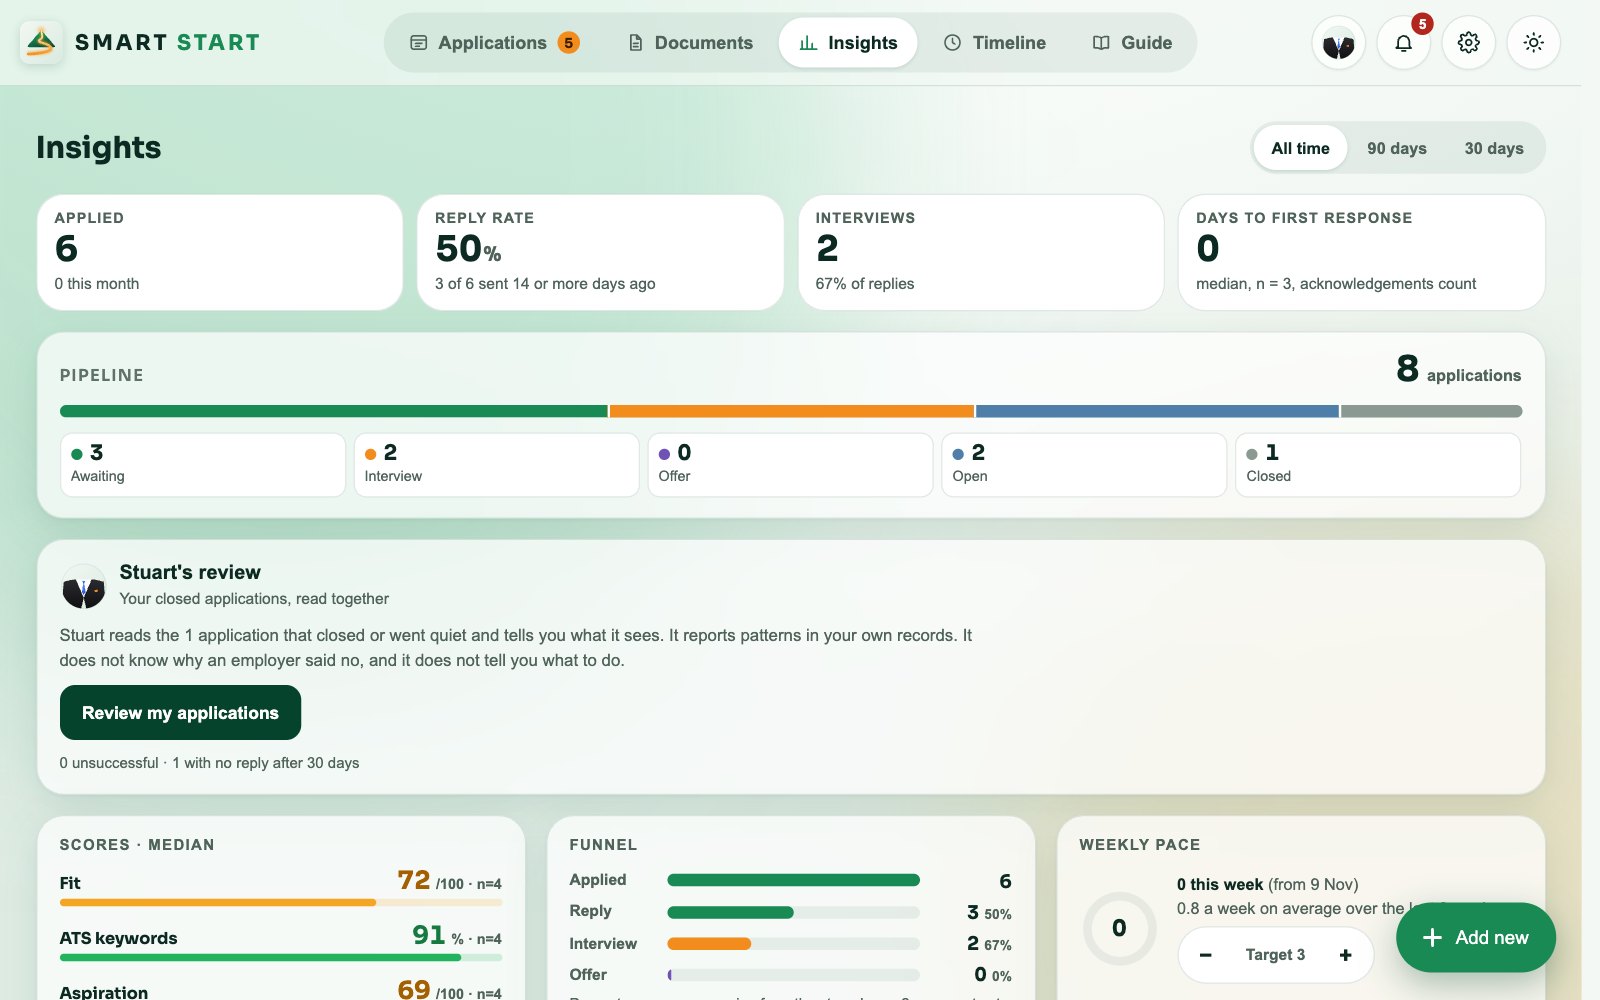 SMART START
Applications 5
Documents
Insights
Timeline
Guide
5
Insights
All time
90 days
30 days
APPLIED
6
0 this month
REPLY RATE
50%
3 of 6 sent 14 or more days ago
INTERVIEWS
2
67% of replies
DAYS TO FIRST RESPONSE
0
median, n = 3, acknowledgements count
PIPELINE
8 applications
3
Awaiting
2
Interview
0
Offer
2
Open
1
Closed
Stuart's review
Your closed applications, read together
Stuart reads the 1 application that closed or went quiet and tells you what it sees. It reports patterns in your own records. It
does not know why an employer said no, and it does not tell you what to do.
Review my applications
0 unsuccessful · 1 with no reply after 30 days
SCORES · MEDIAN
Fit 72 /100 · n=4
ATS keywords 91 % · n=4
Aspiration 69 /100 · n=4
FUNNEL
Applied 6
Reply 3 50%
Interview 2 67%
Offer 0 0%
WEEKLY PACE
0
0 this week (from 9 Nov)
0.8 a week on average over the
− Target 3 +
+ Add new